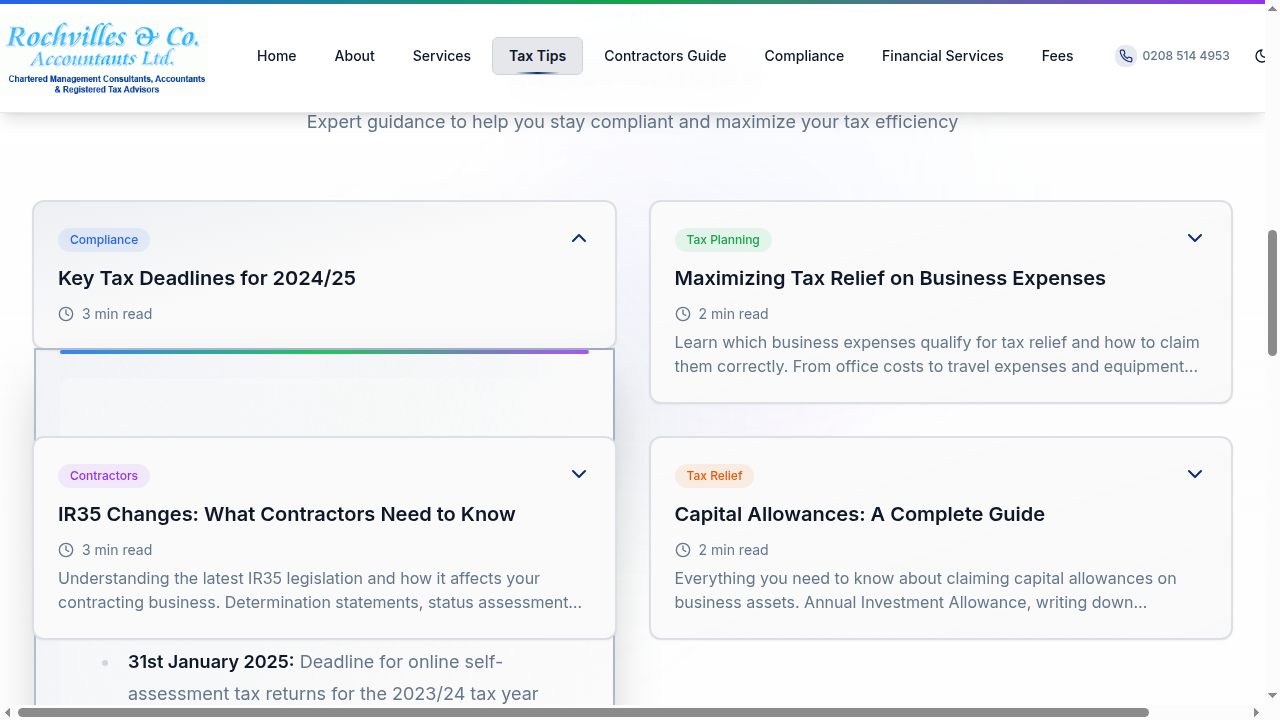 Rochvilles & Co.
Accountants Ltd.
Chartered Management Consultants, Accountants
& Registered Tax Advisors
Home
About
Services
Tax Tips
Contractors Guide
Compliance
Financial Services
Fees
0208 514 4953
Expert guidance to help you stay compliant and maximize your tax efficiency
Compliance
Key Tax Deadlines for 2024/25
3 min read
Tax Planning
Maximizing Tax Relief on Business Expenses
2 min read
Learn which business expenses qualify for tax relief and how to claim
them correctly. From office costs to travel expenses and equipment...
Contractors
IR35 Changes: What Contractors Need to Know
3 min read
Understanding the latest IR35 legislation and how it affects your
contracting business. Determination statements, status assessment...
Tax Relief
Capital Allowances: A Complete Guide
2 min read
Everything you need to know about claiming capital allowances on
business assets. Annual Investment Allowance, writing down...
31st January 2025: Deadline for online self-
assessment tax returns for the 2023/24 tax year